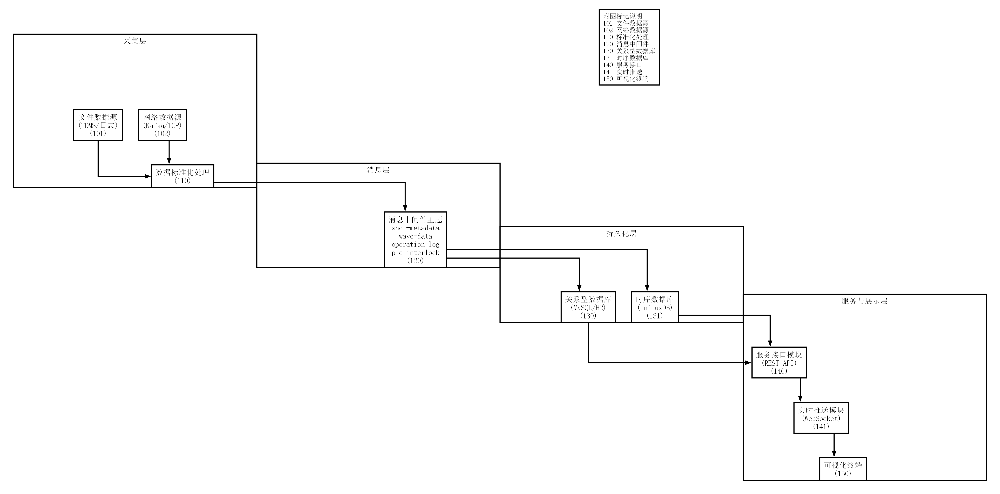 附图标记说明
101 文件数据源
102 网络数据源
110 标准化处理
120 消息中间件
130 关系型数据库
131 时序数据库
140 服务接口
141 实时推送
150 可视化终端
采集层
文件数据源
(TDMS/日志)
(101)
网络数据源
(Kafka/TCP)
(102)
数据标准化处理
(110)
消息层
消息中间件主题
shot-metadata
wave-data
operation-log
plc-interlock
(120)
持久化层
关系型数据库
(MySQL/H2)
(130)
时序数据库
(InfluxDB)
(131)
服务与展示层
服务接口模块
(REST API)
(140)
实时推送模块
(WebSocket)
(141)
可视化终端
(150)